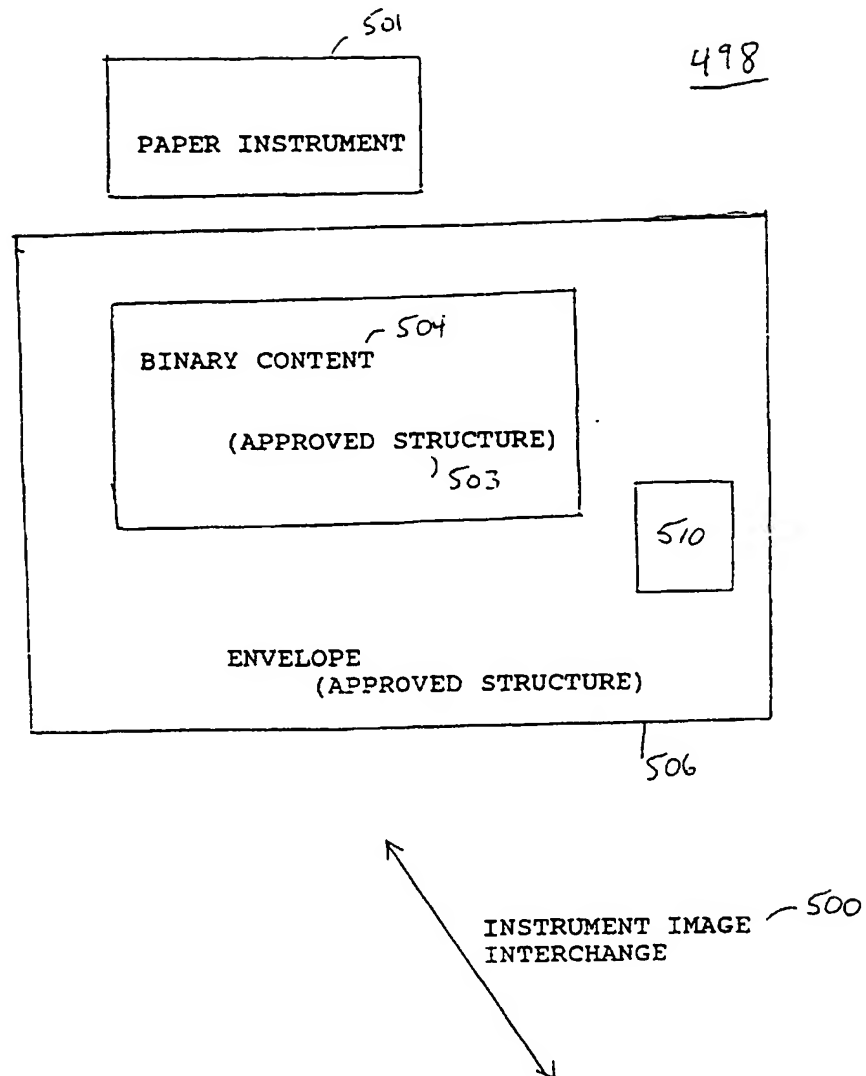 501
498
PAPER INSTRUMENT
504
BINARY CONTENT
(APPROVED STRUCTURE)
503
510
ENVELOPE
(APPROVED STRUCTURE)
506
500
INSTRUMENT IMAGE
INTERCHANGE